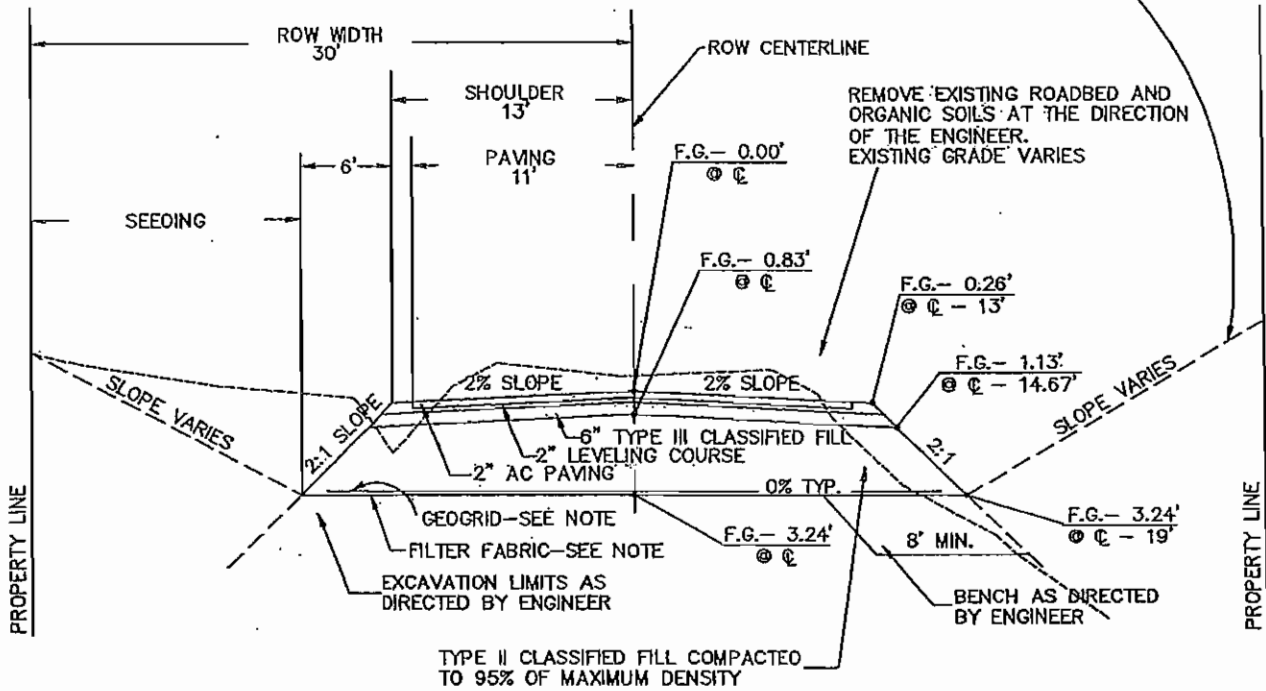 ROW WIDTH
30'
ROW CENTERLINE
SHOULDER
13'
REMOVE EXISTING ROADBED AND
ORGANIC SOILS AT THE DIRECTION
OF THE ENGINEER.
EXISTING GRADE VARIES
6'
PAVING
11'
F.G.- 0.00'
@ ℄
SEEDING
F.G.- 0.83'
@ ℄
F.G.- 0.26'
@ ℄ - 13'
F.G.- 1.13'
@ ℄ - 14.67'
SLOPE VARIES
2:1 SLOPE
2% SLOPE
2% SLOPE
SLOPE VARIES
6" TYPE III CLASSIFIED FILL
2" LEVELING COURSE
2" AC PAVING
2:1
0% TYP.
GEOGRID-SEE NOTE
FILTER FABRIC-SEE NOTE
F.G.- 3.24'
@ ℄
8' MIN.
F.G.- 3.24'
@ ℄ - 19'
EXCAVATION LIMITS AS
DIRECTED BY ENGINEER
BENCH AS DIRECTED
BY ENGINEER
PROPERTY LINE
PROPERTY LINE
TYPE II CLASSIFIED FILL COMPACTED
TO 95% OF MAXIMUM DENSITY